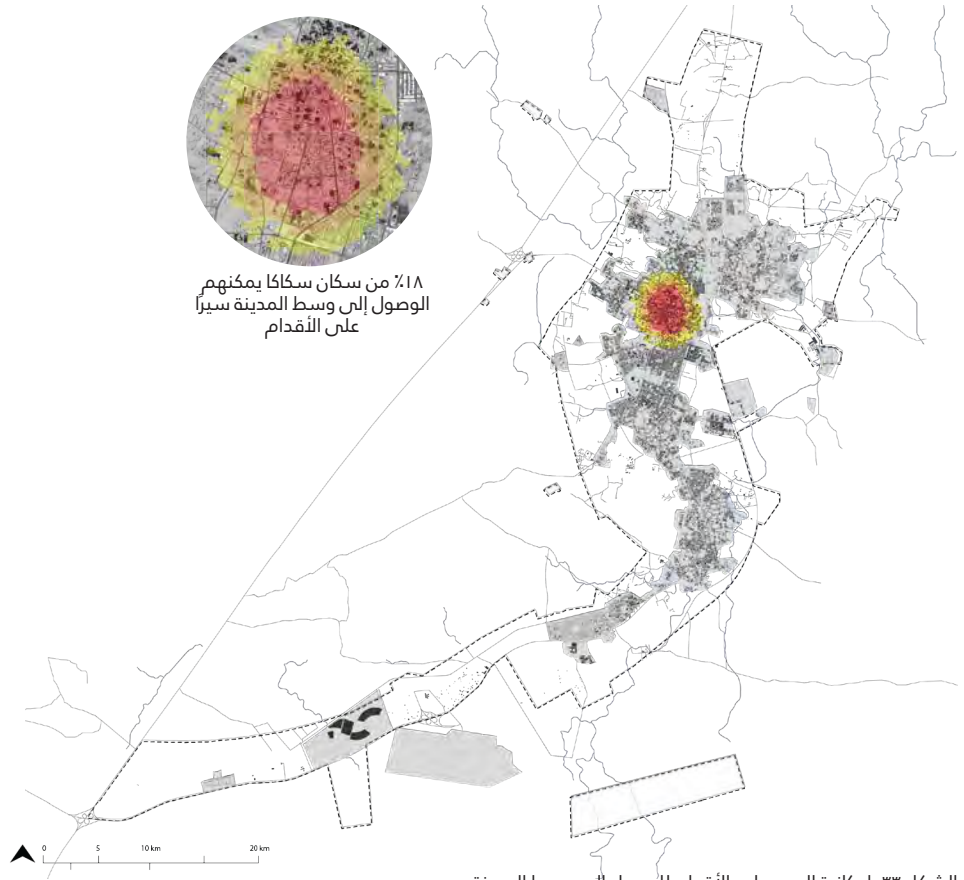 ١٨٪ من سكان سكاكا يمكنهم
الوصول إلى وسط المدينة سيرًا
على الأقدام
0 5 10 km 20 km